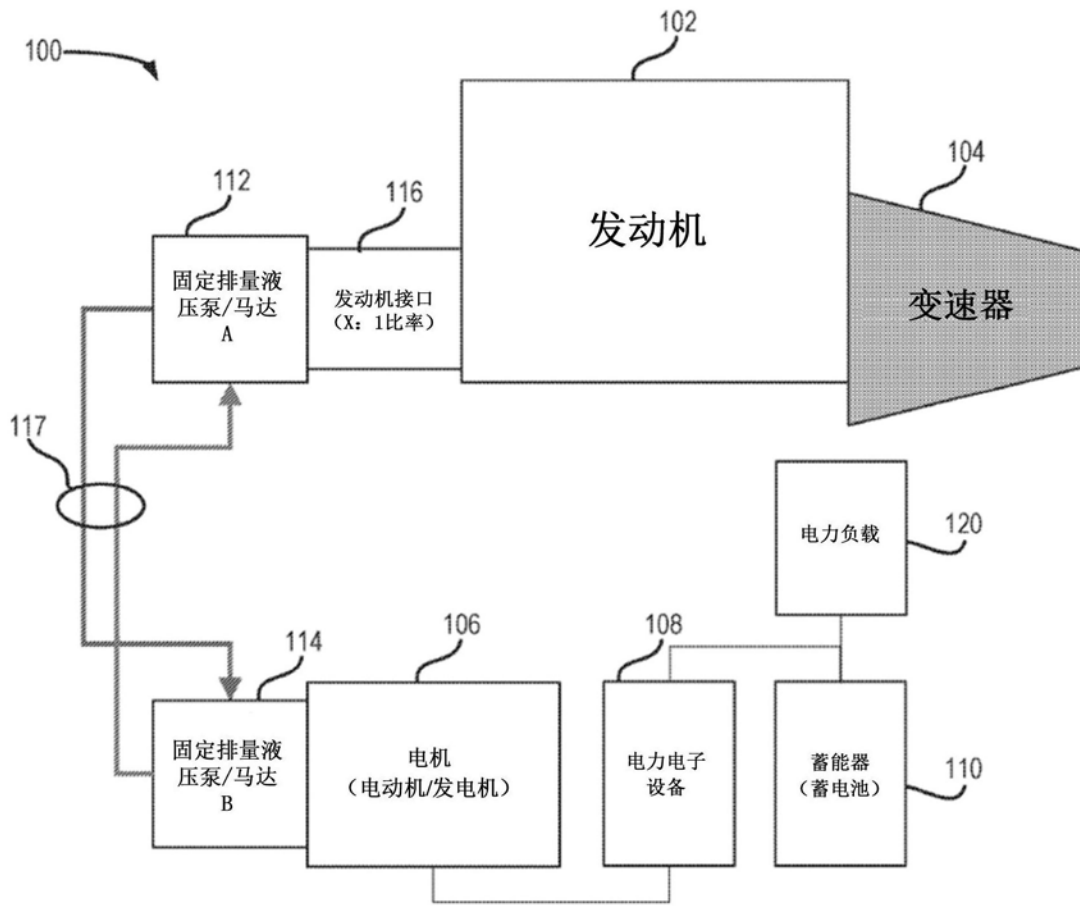 100
102
104
112
116
发动机
固定排量液
压泵/马达
A
发动机接口
（X：1比率）
变速器
117
120
电力负载
114
106
108
固定排量液
压泵/马达
B
电机
（电动机/发电机）
电力电子
设备
蓄能器
（蓄电池）
110